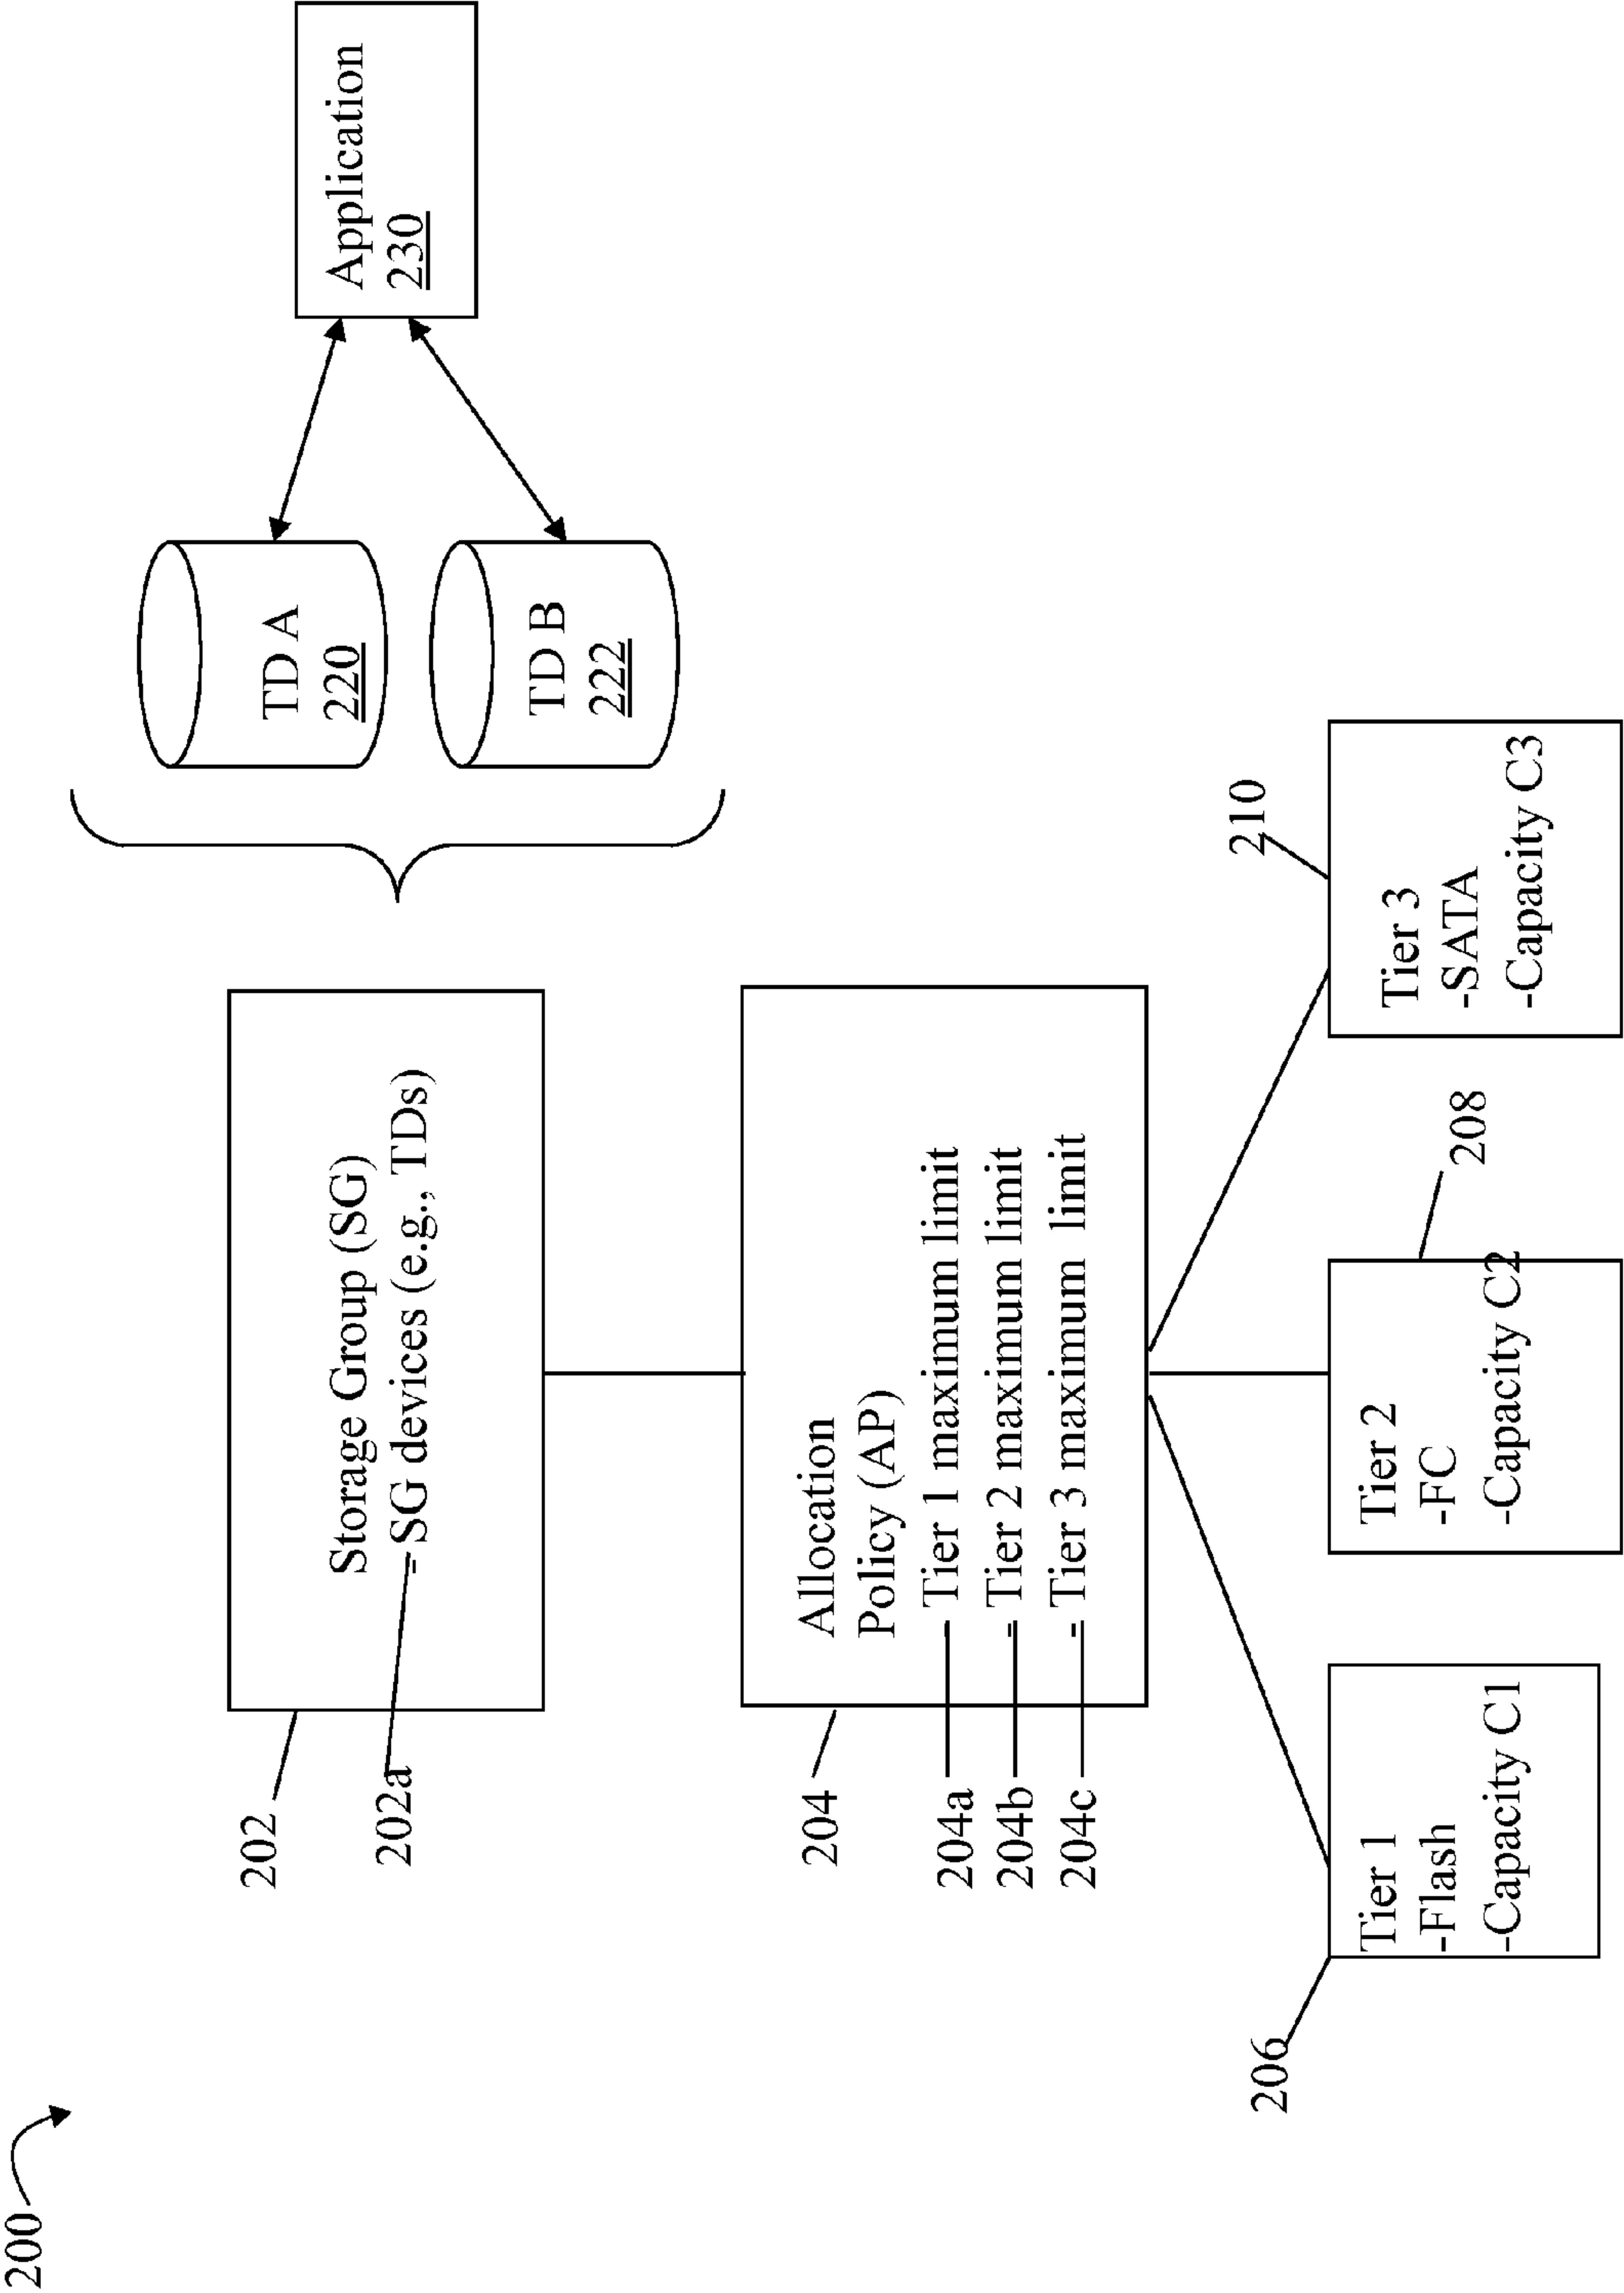 200
202
Storage Group (SG)
- SG devices (e.g., TDs)
202a
TD A
220
TD B
222
Application
230
204
Allocation
Policy (AP)
- Tier 1 maximum limit
- Tier 2 maximum limit
- Tier 3 maximum limit
204a
204b
204c
206
Tier 1
-Flash
-Capacity C1
208
Tier 2
-FC
-Capacity C2
210
Tier 3
-SATA
-Capacity C3